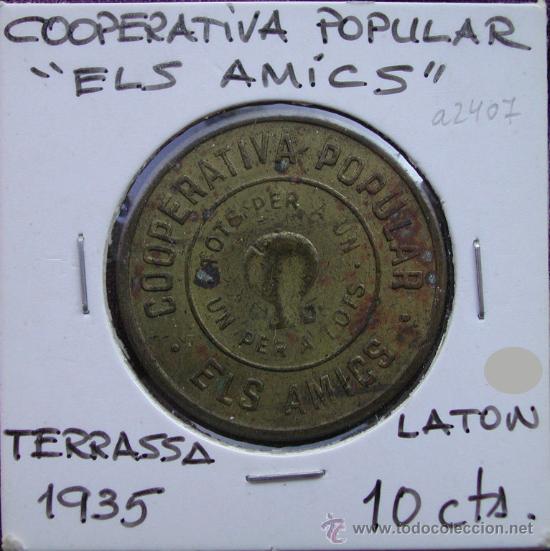 COOPERATIVA POPULAR
"ELS AMICS"
a2407
COOPERATIVA POPULAR
· ELS AMICS ·
TOTS PER A UN ·
UN PER A TOTS ·
TERRASSA
LATON
1935
10 cts.
© www.todocoleccion.net